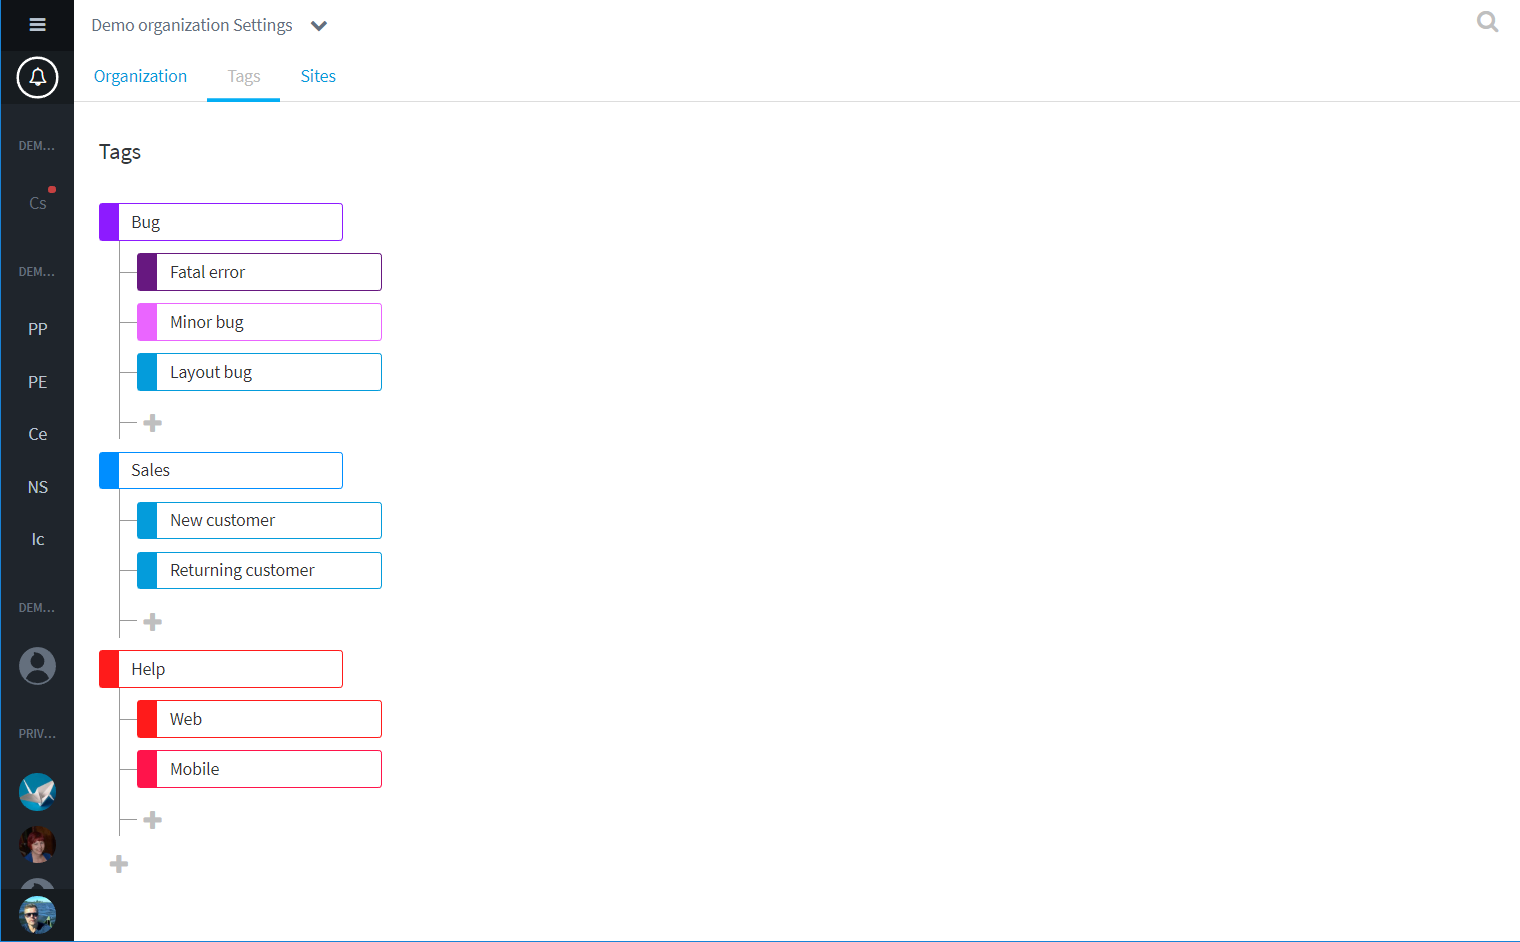 Demo organization Settings
Organization
Tags
Sites
DEM...
Cs
DEM...
PP
PE
Ce
NS
Ic
DEM...
PRIV...
Tags
Bug
Fatal error
Minor bug
Layout bug
Sales
New customer
Returning customer
Help
Web
Mobile